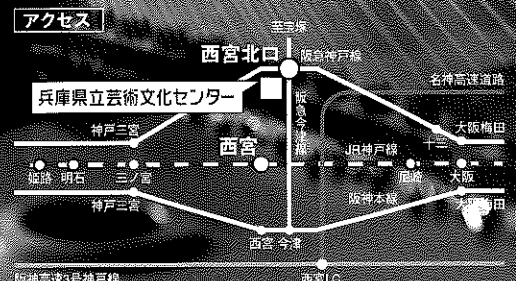 アクセス
至宝塚
西宮北口
阪急神戸線
名神高速道路
兵庫県立芸術文化センター
阪急今津線
神戸三宮
十三
大阪梅田
西宮
JR神戸線
姫路
明石
三ノ宮
尼崎
大阪
神戸三宮
阪神本線
大阪梅田
西宮
今津
阪神高速3号神戸線
西宮I.C